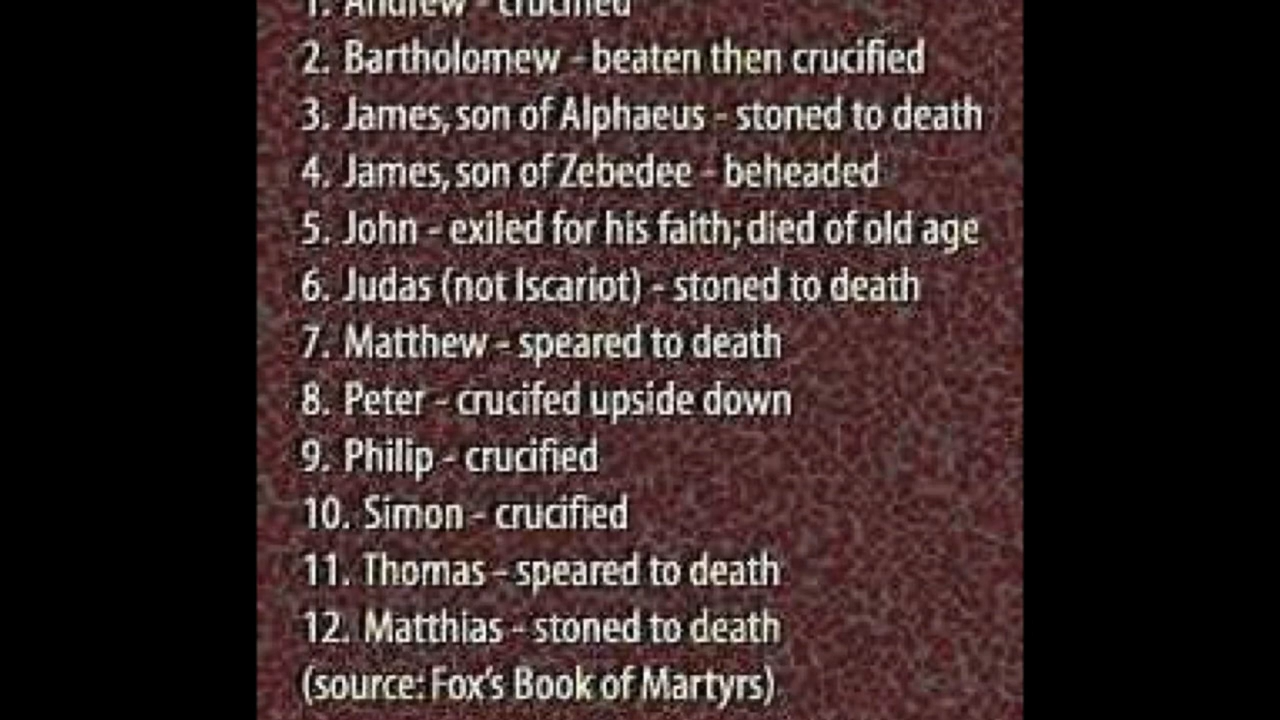 1. Andrew - crucified
2. Bartholomew - beaten then crucified
3. James, son of Alphaeus - stoned to death
4. James, son of Zebedee - beheaded
5. John - exiled for his faith; died of old age
6. Judas (not Iscariot) - stoned to death
7. Matthew - speared to death
8. Peter - crucifed upside down
9. Philip - crucified
10. Simon - crucified
11. Thomas - speared to death
12. Matthias - stoned to death
(source: Fox's Book of Martyrs)